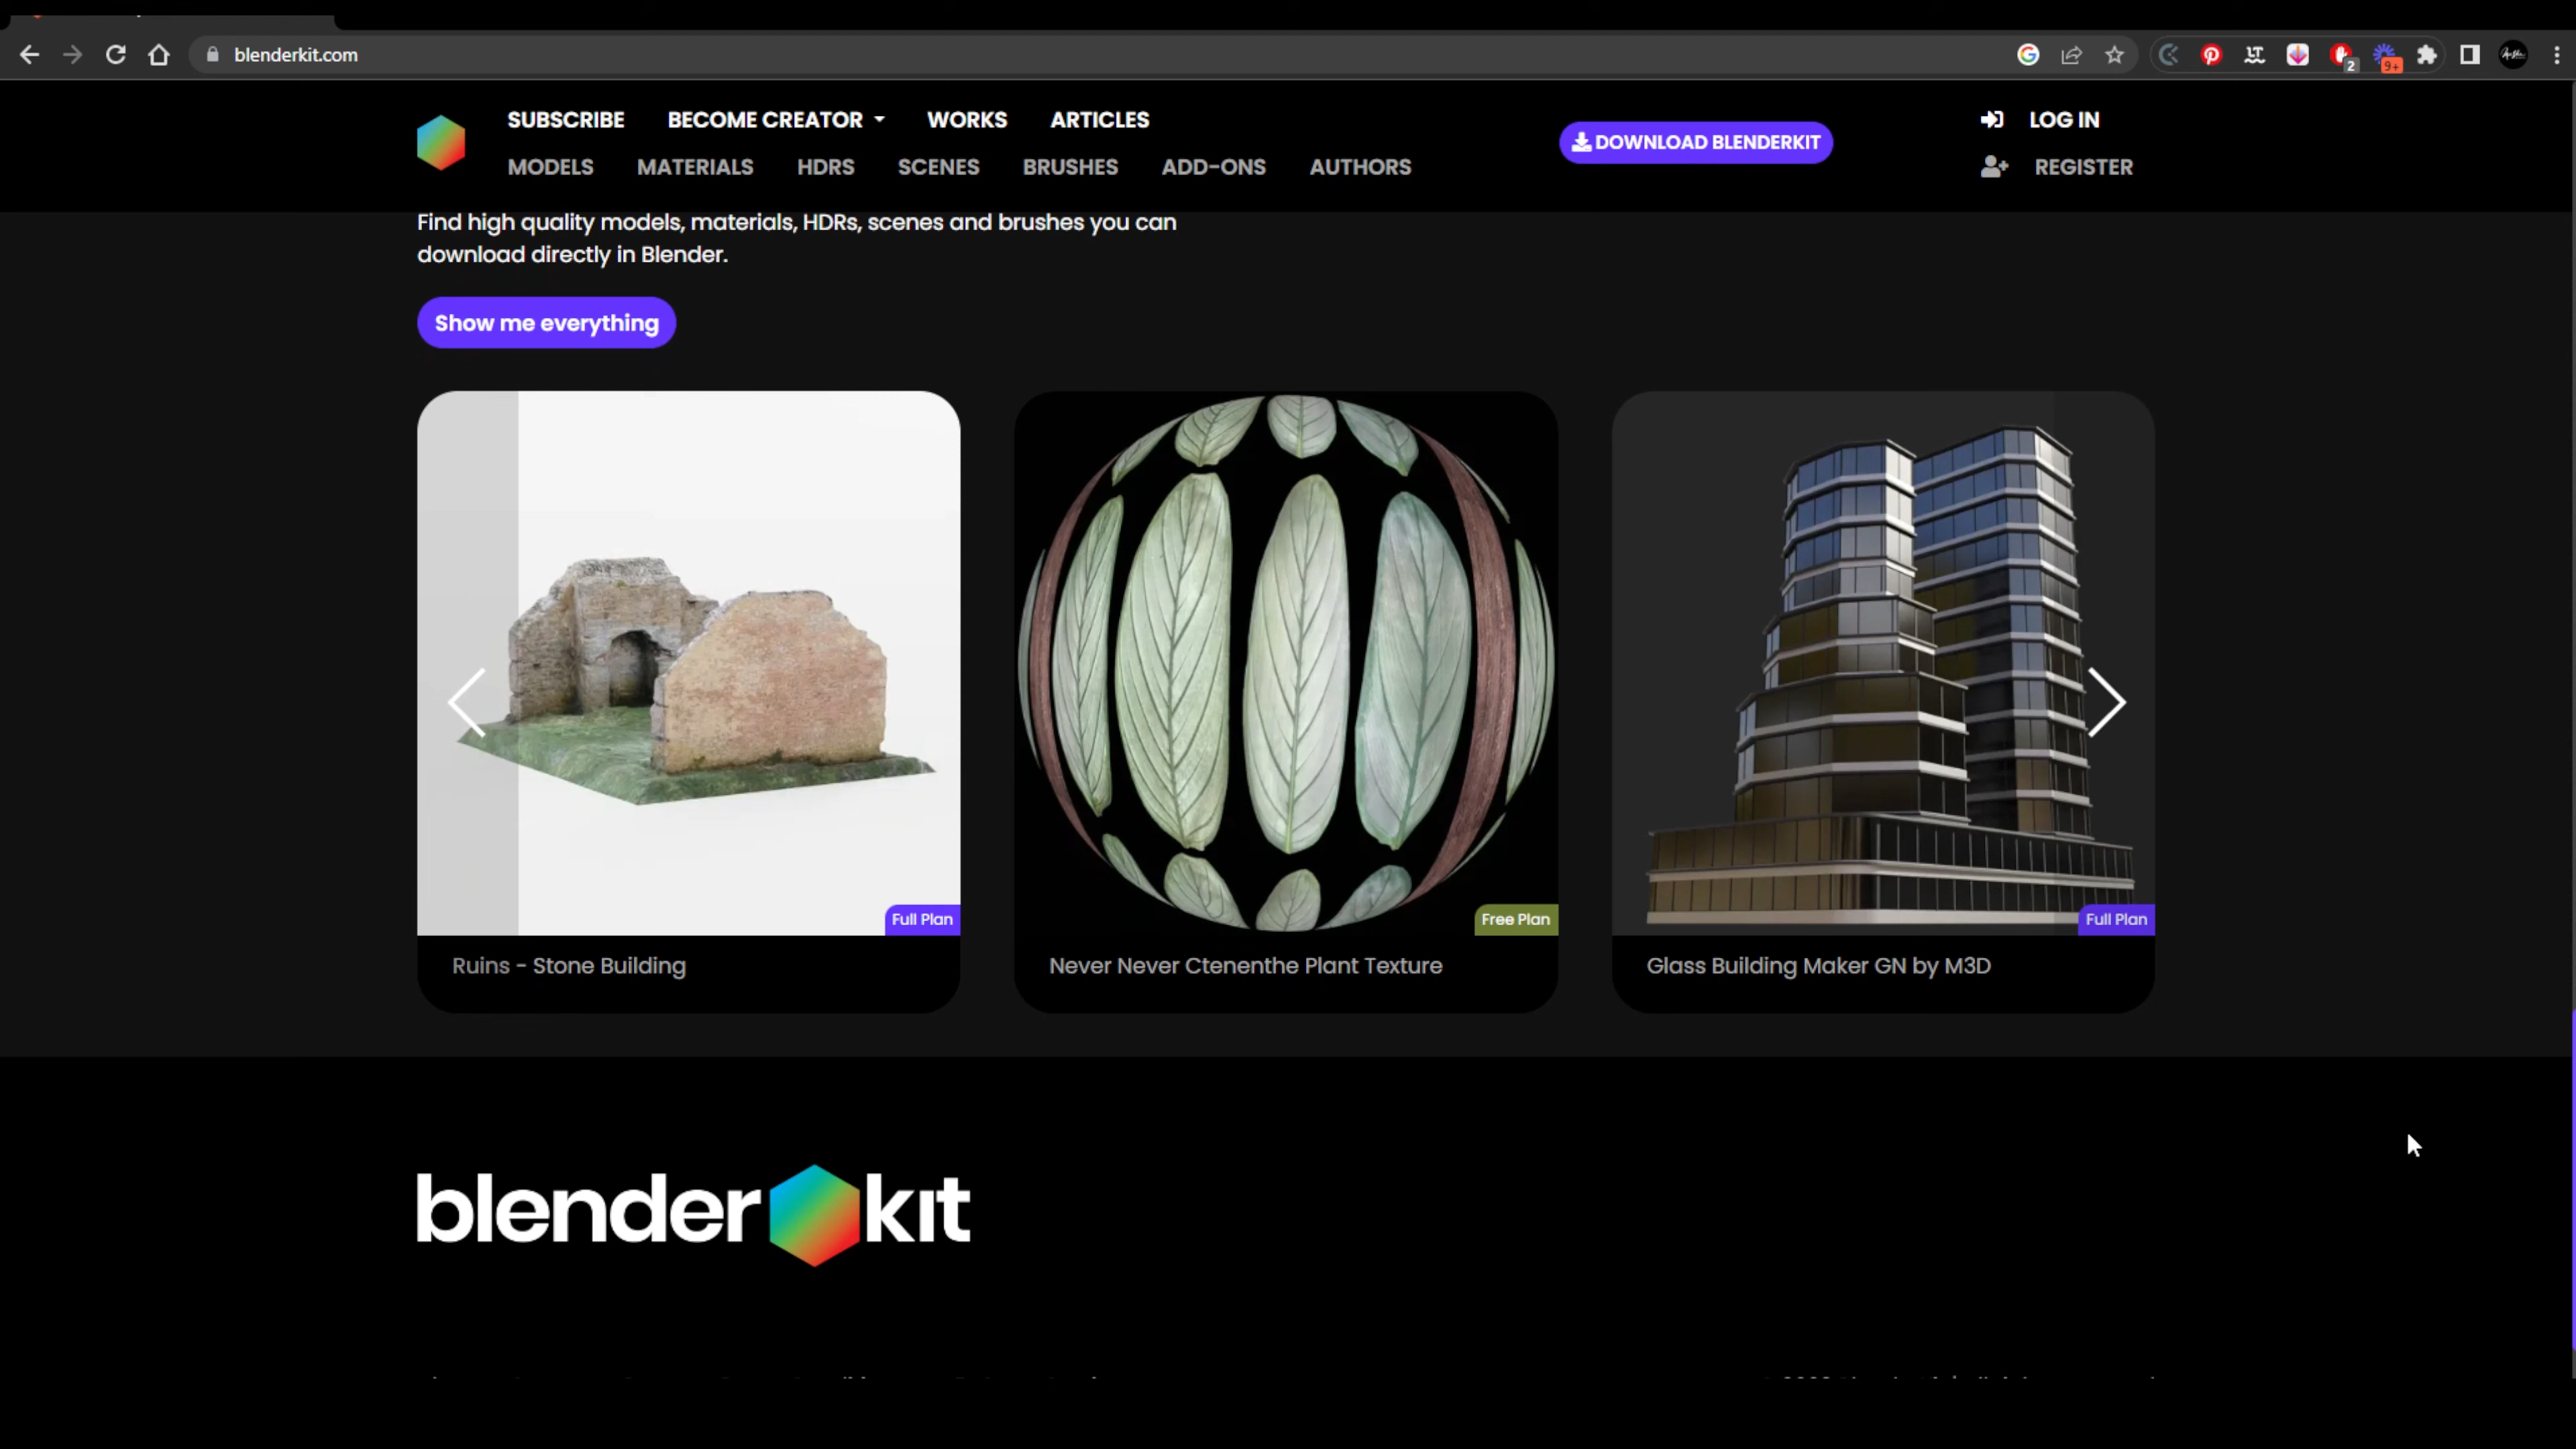 blenderkit.com
2
9+
SUBSCRIBE BECOME CREATOR WORKS ARTICLES
MODELS MATERIALS HDRS SCENES BRUSHES ADD-ONS AUTHORS
DOWNLOAD BLENDERKIT
LOG IN
REGISTER
Find high quality models, materials, HDRs, scenes and brushes you can
download directly in Blender.
Show me everything
Full Plan
Ruins - Stone Building
Free Plan
Never Never Ctenenthe Plant Texture
Full Plan
Glass Building Maker GN by M3D
blender kit